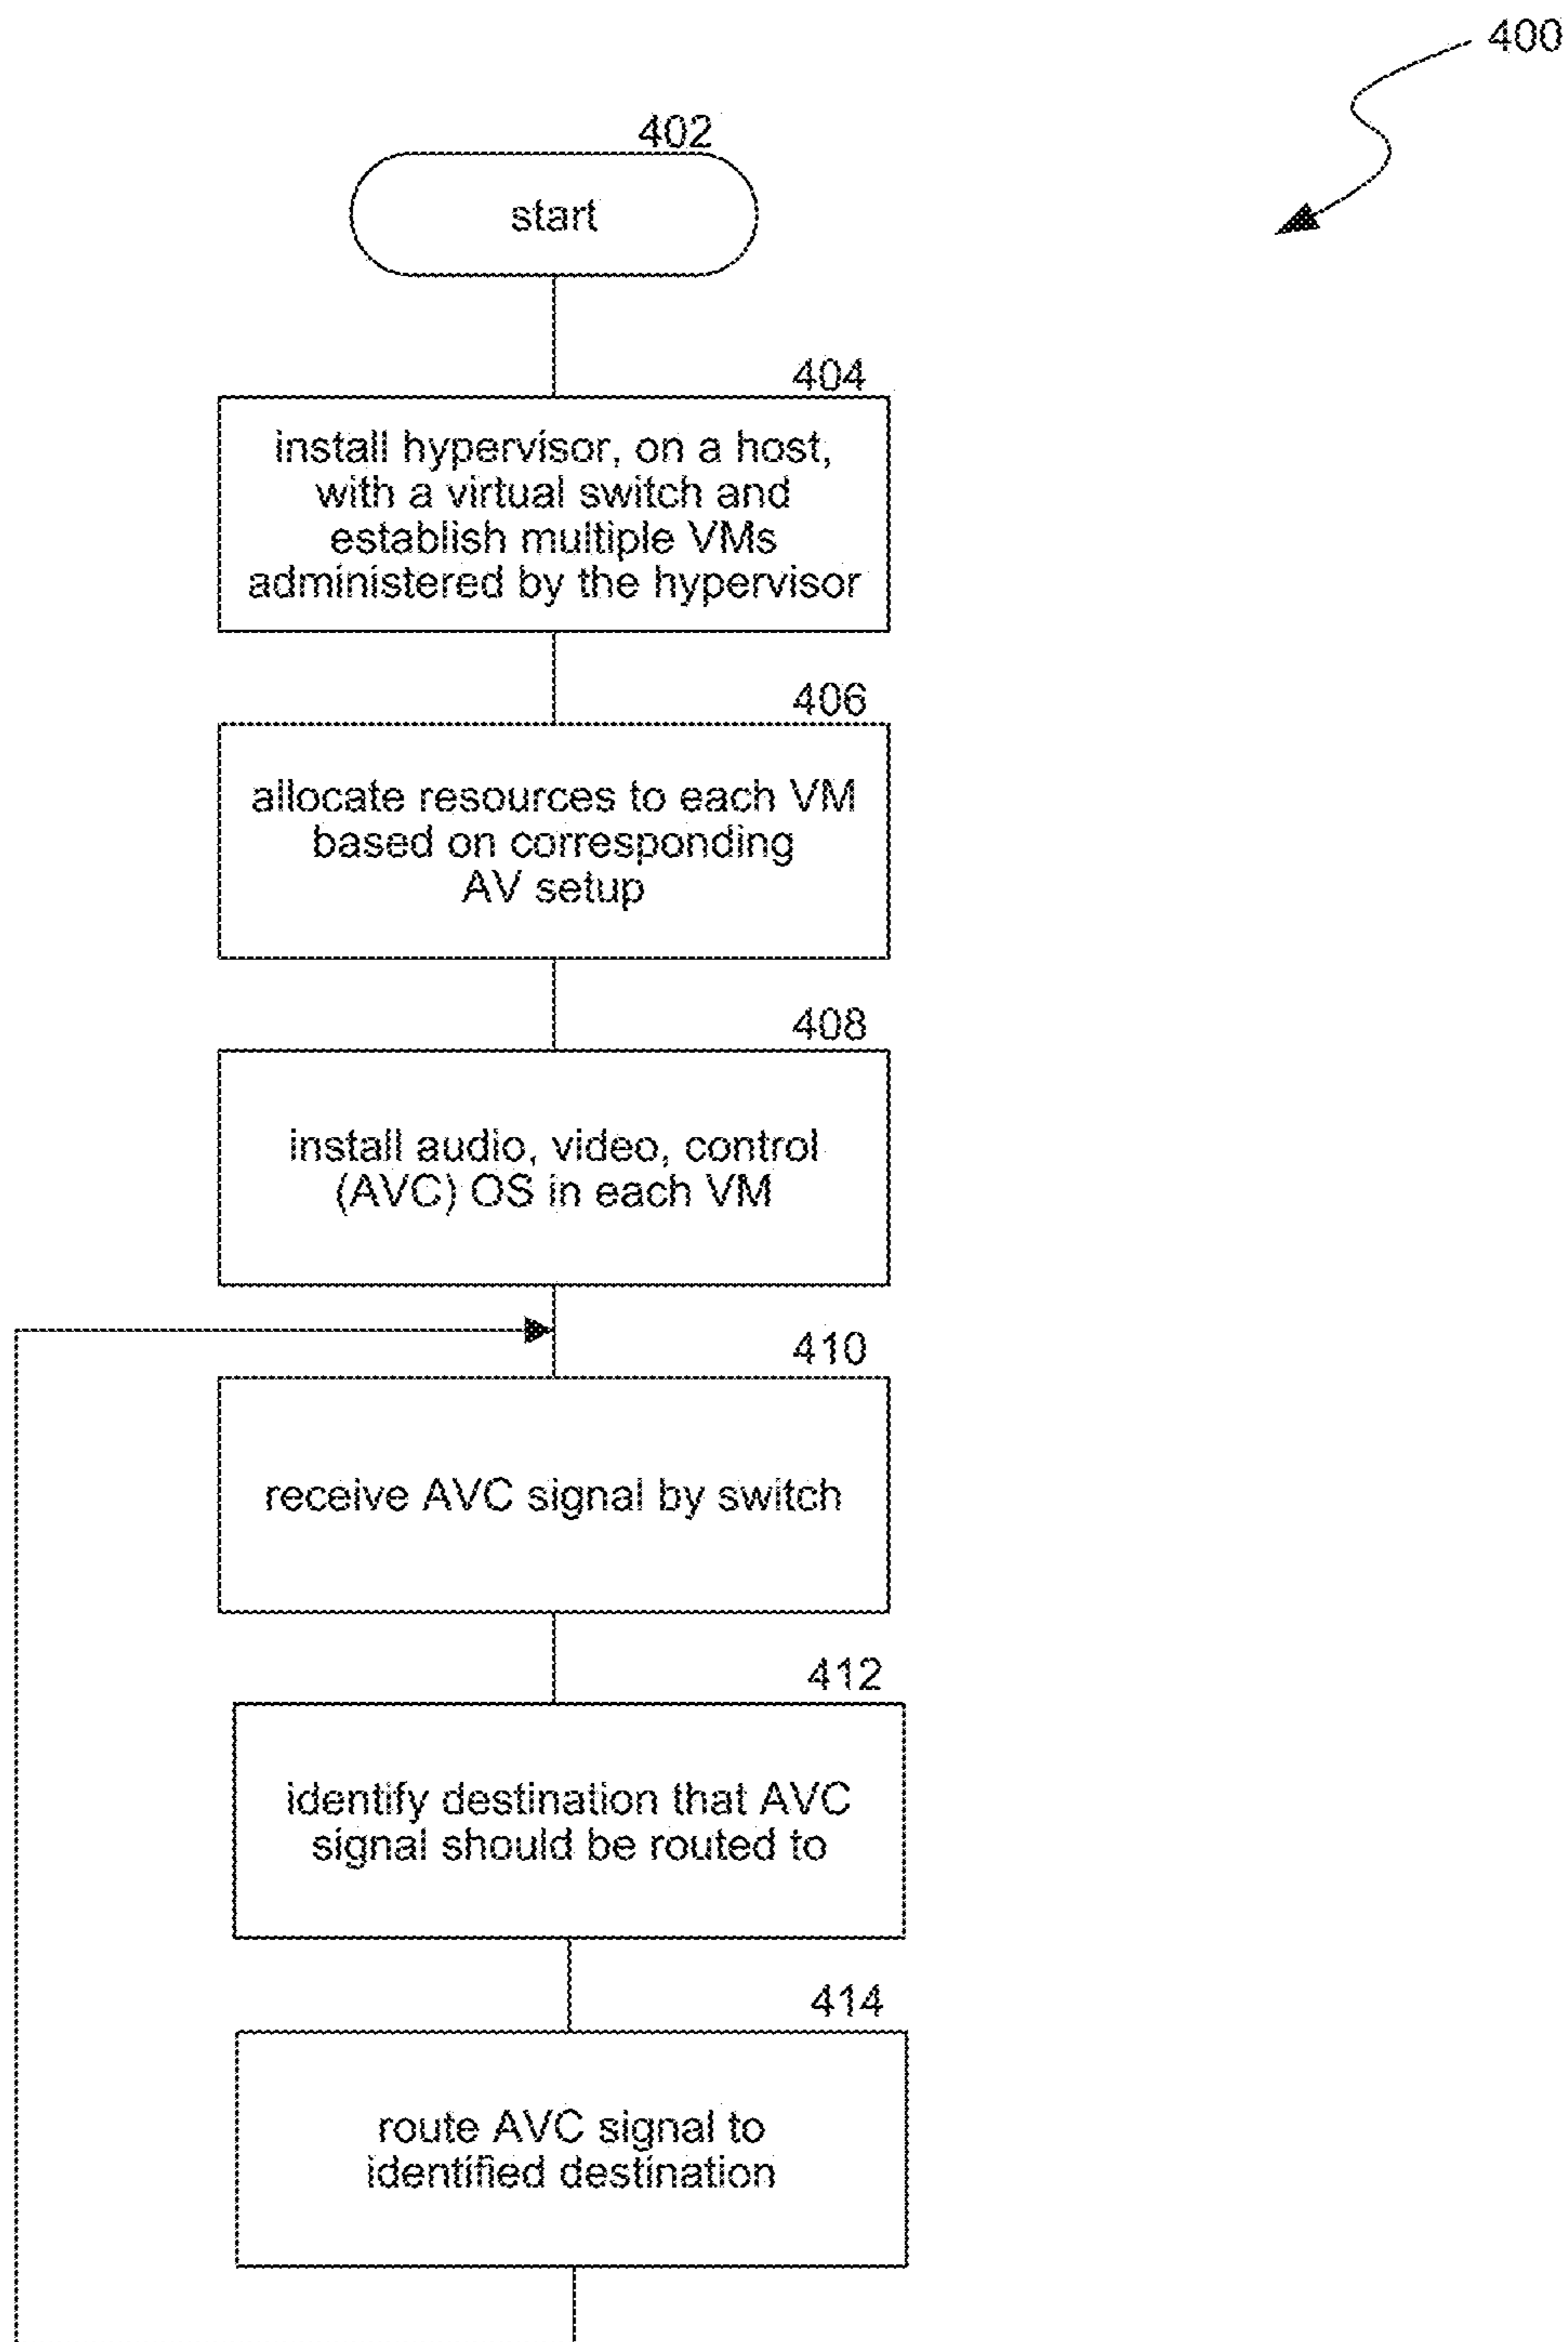 400
402
start
404
install hypervisor, on a host,
with a virtual switch and
establish multiple VMs
administered by the hypervisor
406
allocate resources to each VM
based on corresponding
AV setup
408
install audio, video, control
(AVC) OS in each VM
410
receive AVC signal by switch
412
identify destination that AVC
signal should be routed to
414
route AVC signal to
identified destination